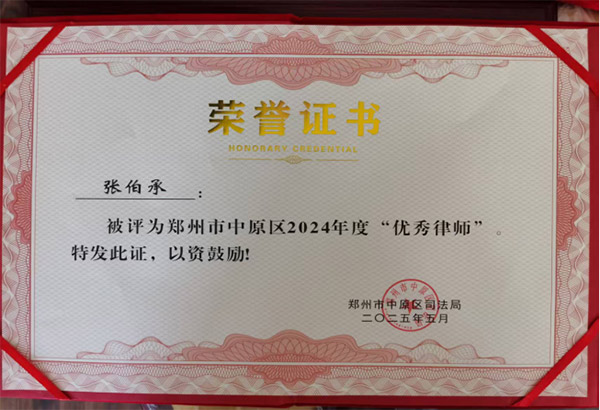 荣誉证书
HONORARY CREDENTIAL
张伯承：
被评为郑州市中原区2024年度“优秀律师”。
特发此证，以资鼓励！
郑州市中原区司法局
二〇二五年五月